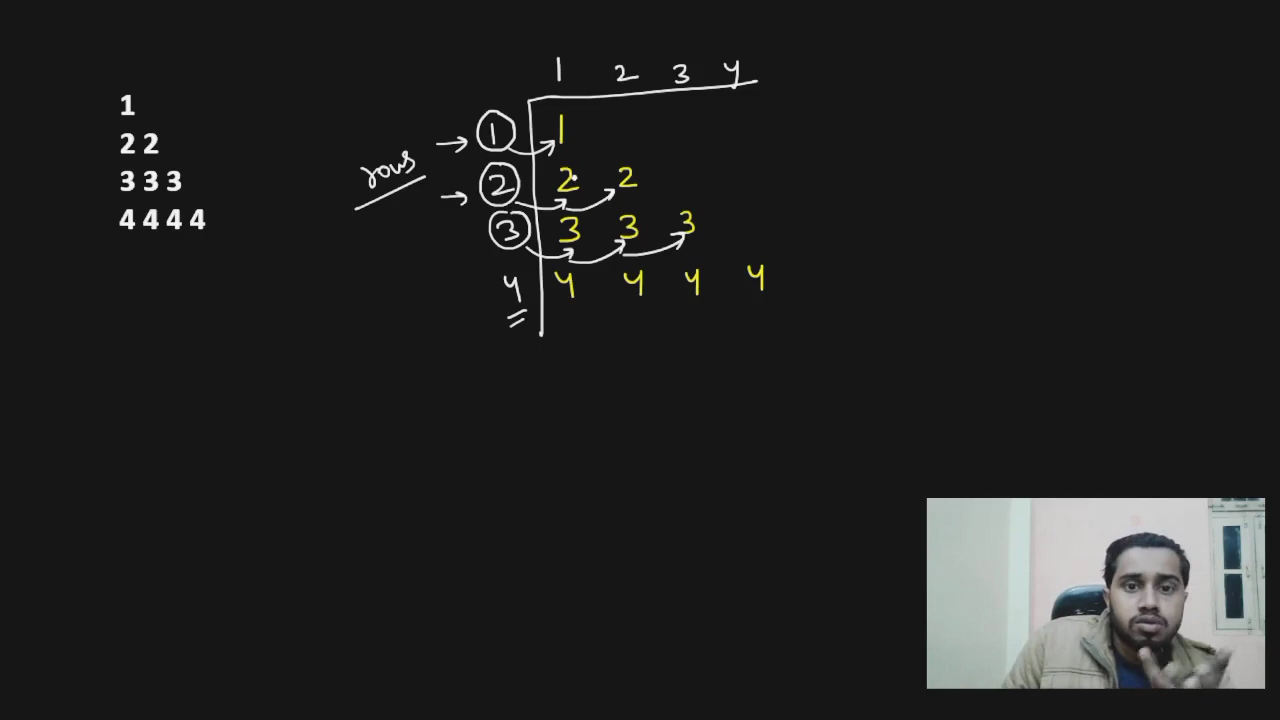 1
2 2
3 3 3
4 4 4 4
1 2 3 4
rows
1 1
2 2 2
3 3 3 3
4 4 4 4 4